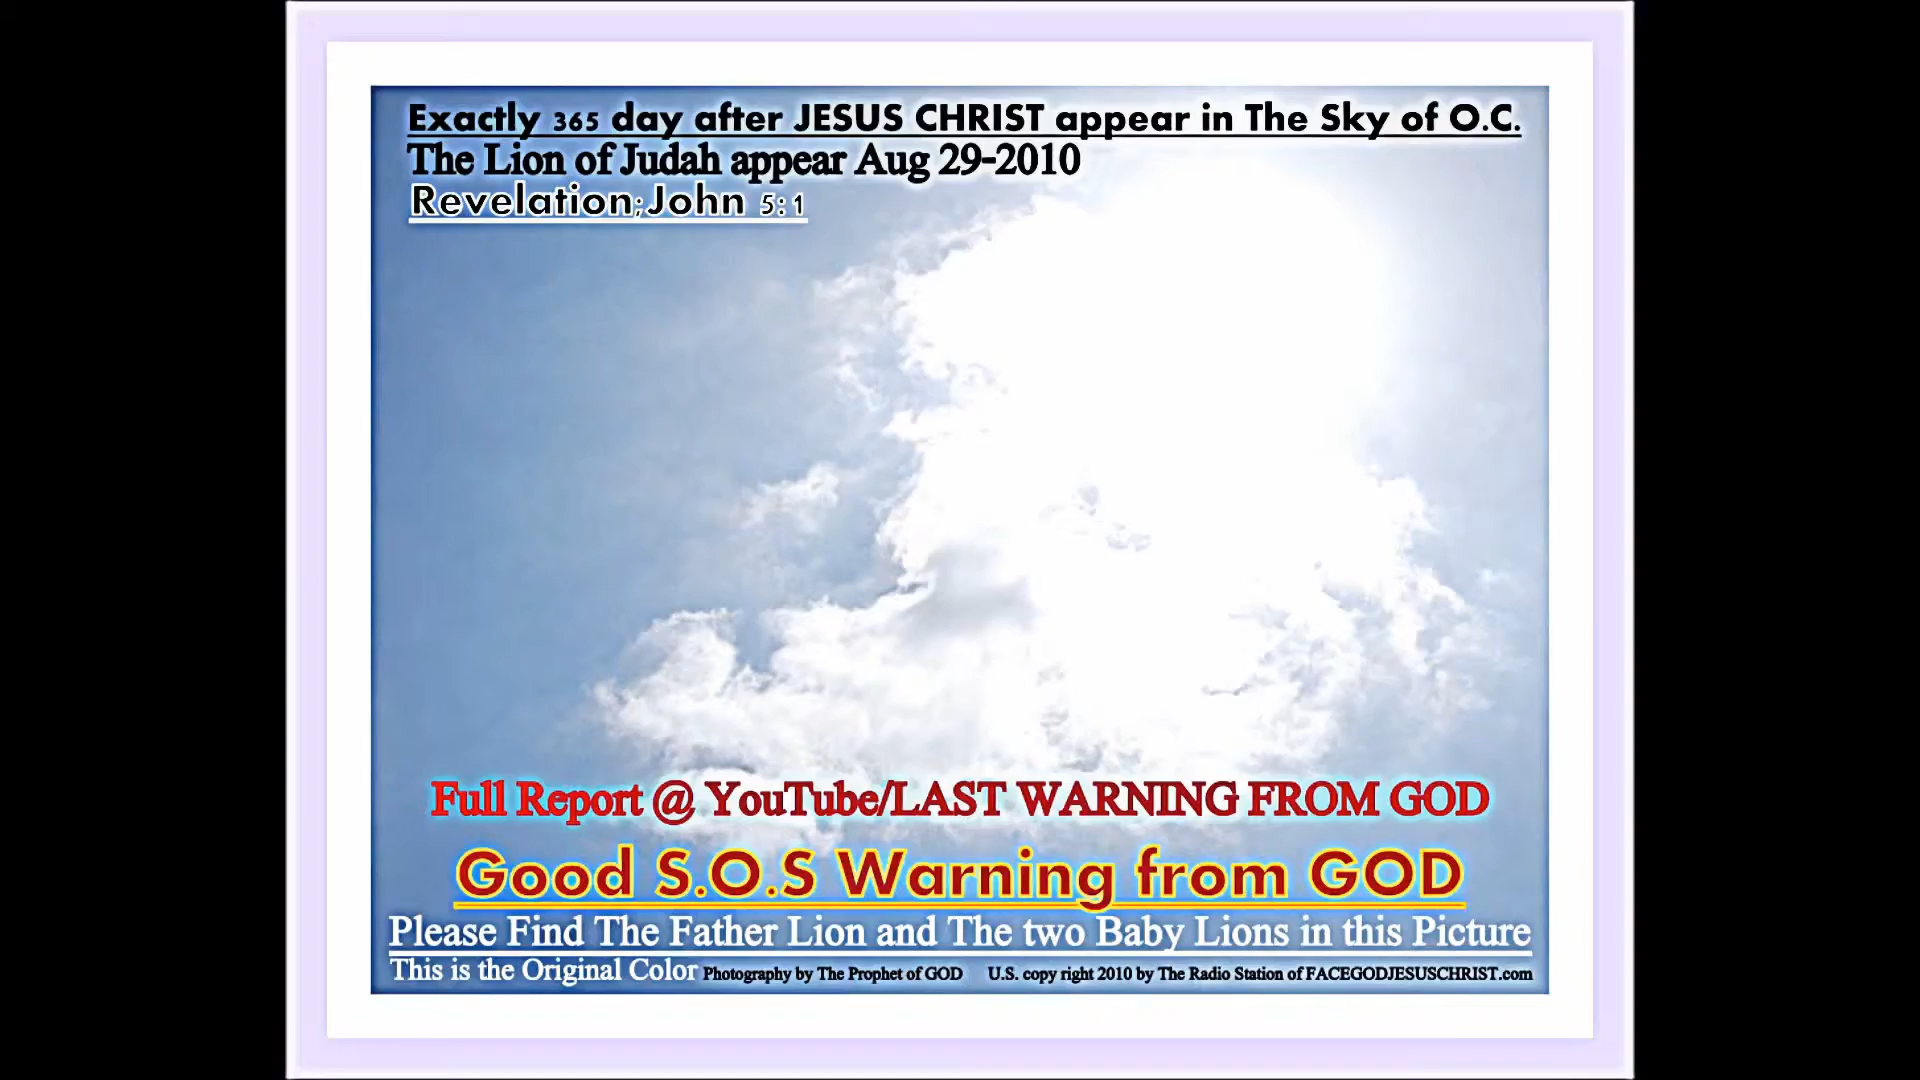 Exactly 365 day after JESUS CHRIST appear in The Sky of O.C.
The Lion of Judah appear Aug 29-2010
Revelation;John 5:1
Full Report @ YouTube/LAST WARNING FROM GOD
Good S.O.S Warning from GOD
Please Find The Father Lion and The two Baby Lions in this Picture
This is the Original Color Photography by The Prophet of GOD U.S. copy right 2010 by The Radio Station of FACEGODJESUSCHRIST.com